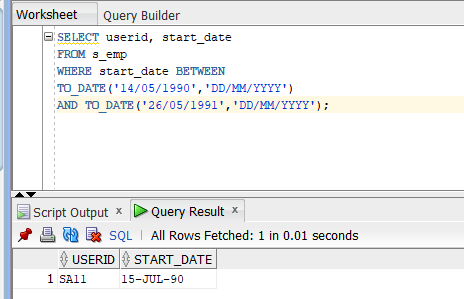 Worksheet Query Builder
SELECT userid, start_date
FROM s_emp
WHERE start_date BETWEEN
TO_DATE('14/05/1990','DD/MM/YYYY')
AND TO_DATE('26/05/1991','DD/MM/YYYY');
Script Output x Query Result x
SQL | All Rows Fetched: 1 in 0.01 seconds
USERID START_DATE
1 SA11 15-JUL-90